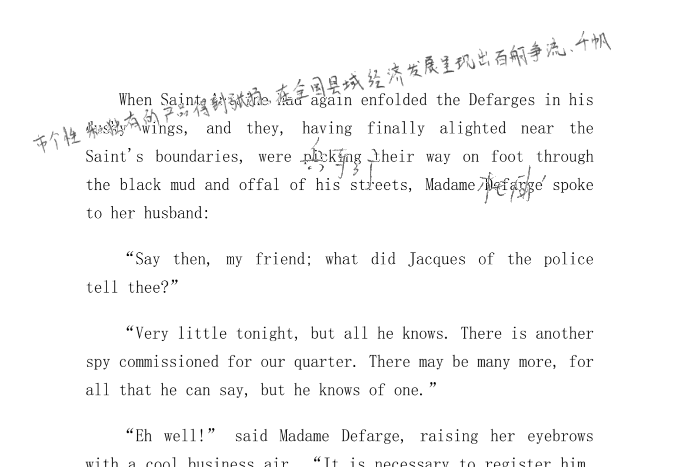 在全国县域经济发展呈现出百舸争流、千帆
When Saint again enfolded the Defarges in his
市个性 有的产品得到
wings, and they, having finally alighted near the
Saint's boundaries, were picking their way on foot through
the black mud and offal of his streets, Madame Defarge spoke
to her husband:
“Say then, my friend; what did Jacques of the police
tell thee?”
“Very little tonight, but all he knows. There is another
spy commissioned for our quarter. There may be many more, for
all that he can say, but he knows of one.”
“Eh well!” said Madame Defarge, raising her eyebrows
with a cool business air. “It is necessary to register him.